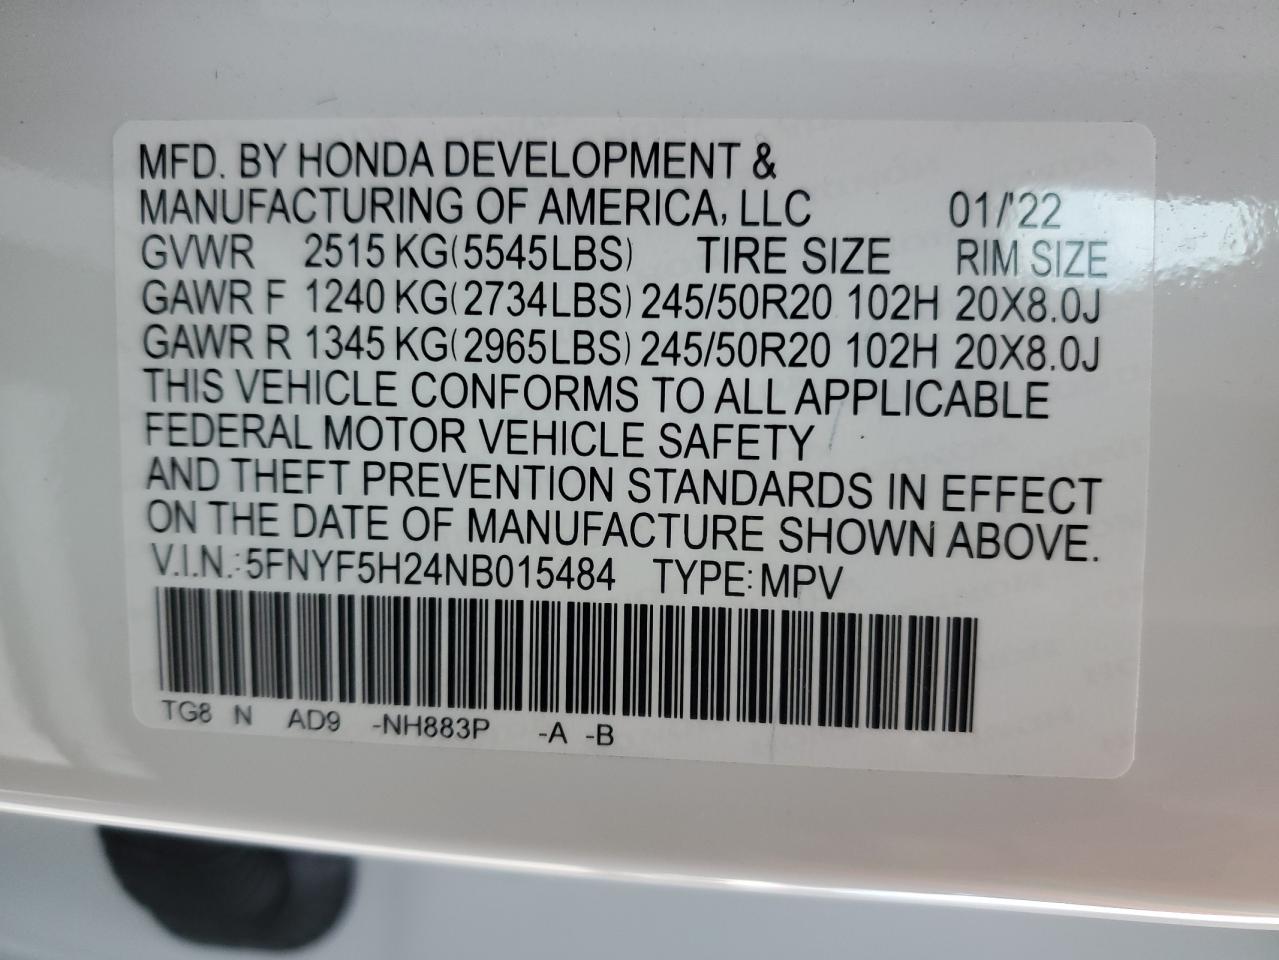 MFD. BY HONDA DEVELOPMENT &
MANUFACTURING OF AMERICA, LLC 01/'22
GVWR 2515 KG(5545LBS) TIRE SIZE RIM SIZE
GAWR F 1240 KG(2734LBS) 245/50R20 102H 20X8.0J
GAWR R 1345 KG(2965LBS) 245/50R20 102H 20X8.0J
THIS VEHICLE CONFORMS TO ALL APPLICABLE
FEDERAL MOTOR VEHICLE SAFETY
AND THEFT PREVENTION STANDARDS IN EFFECT
ON THE DATE OF MANUFACTURE SHOWN ABOVE.
V.I.N.:5FNYF5H24NB015484 TYPE:MPV
TG8 N AD9 -NH883P -A -B